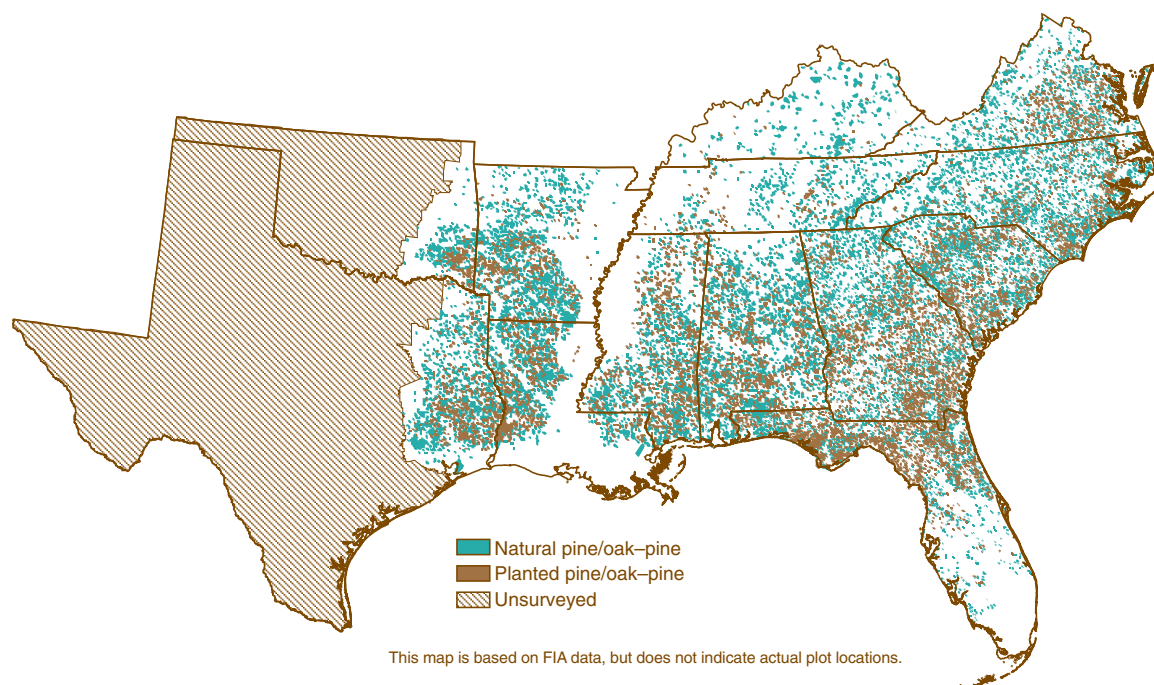 Natural pine/oak–pine
Planted pine/oak–pine
Unsurveyed
This map is based on FIA data, but does not indicate actual plot locations.